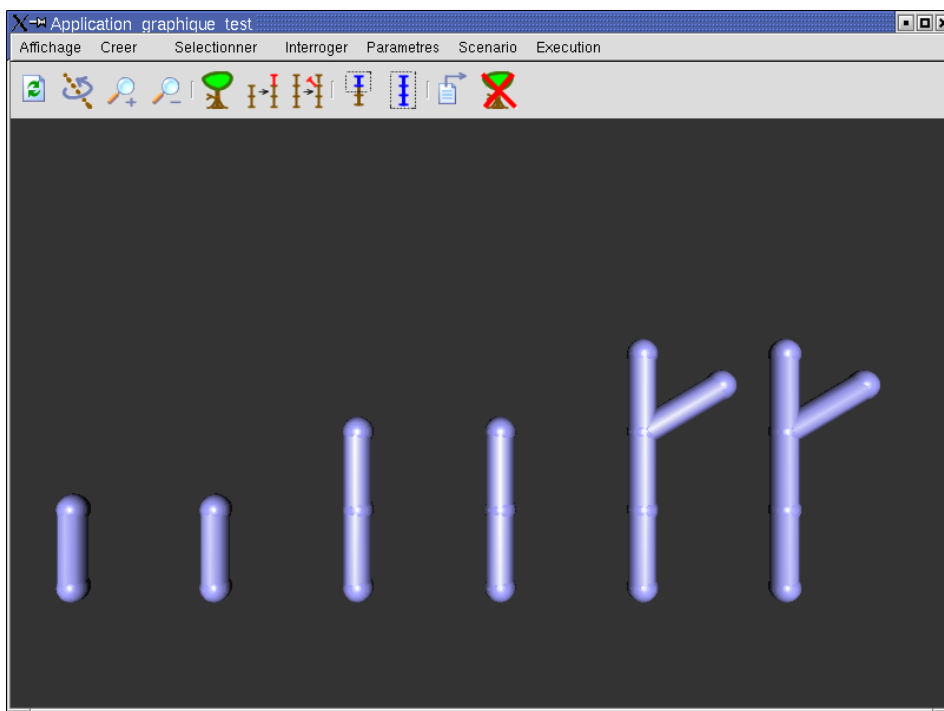 Application graphique test
Affichage Creer Selectionner Interroger Parametres Scenario Execution